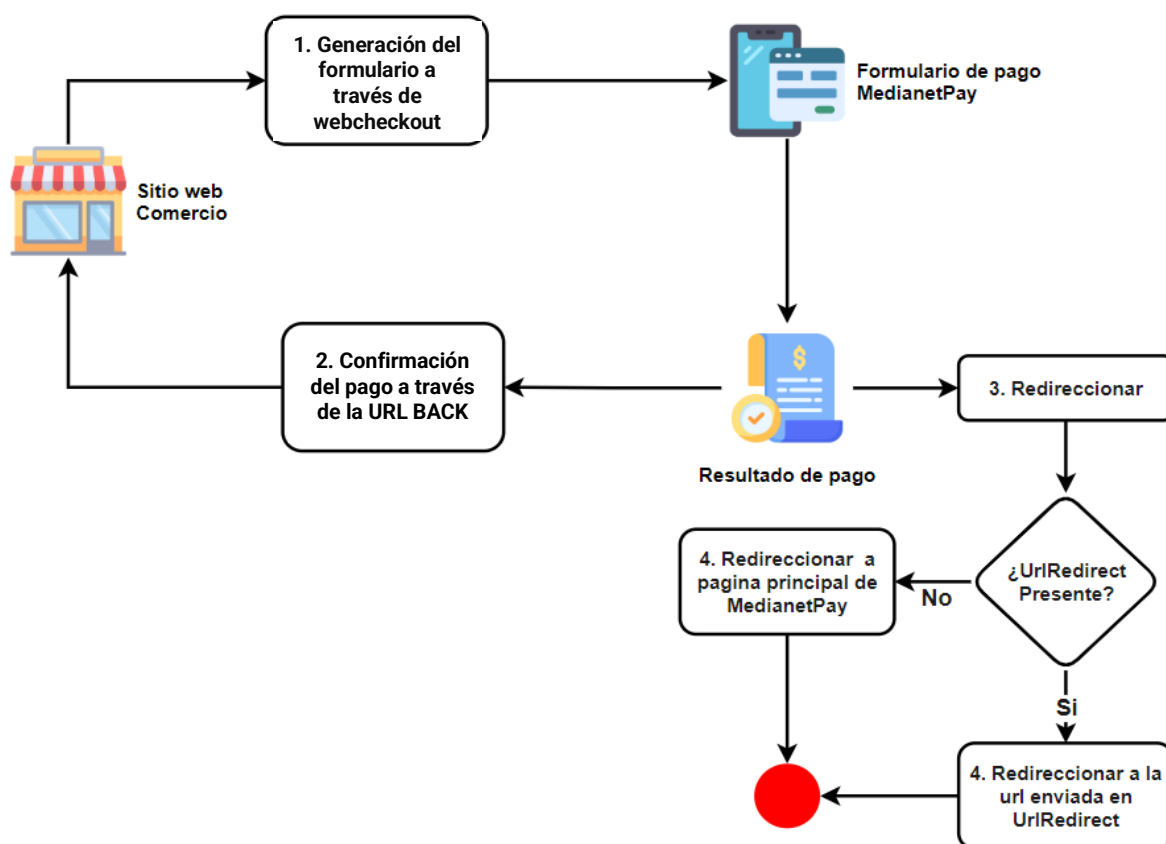 1. Generación del
formulario a
través de
webcheckout
Formulario de pago
MedianetPay
Sitio web
Comercio
2. Confirmación
del pago a través
de la URL BACK
$
3. Redireccionar
Resultado de pago
4. Redireccionar a
pagina principal de
MedianetPay
No
¿UrlRedirect
Presente?
Si
4. Redireccionar a la
url enviada en
UrlRedirect